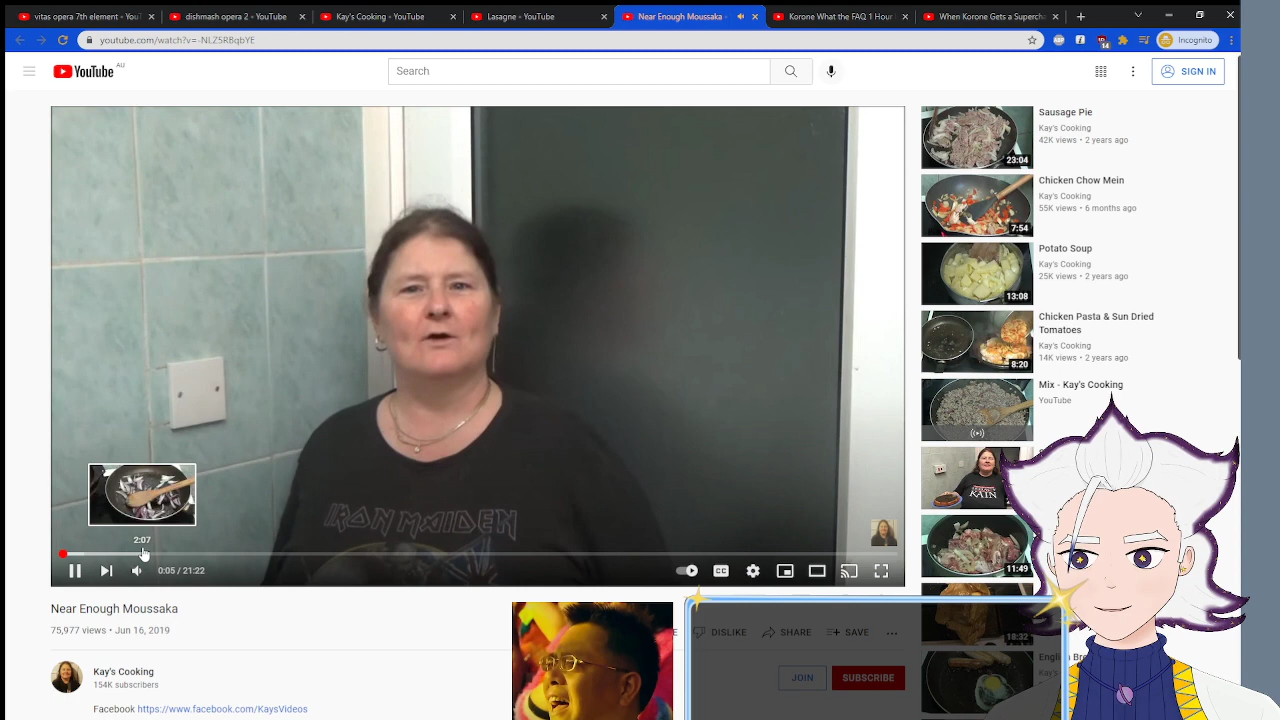 vitas opera 7th element • You
dishmash opera 2 • YouTube
Kay's Cooking • YouTube
Lasagne • YouTube
Near Enough Moussaka •
Korone What the FAQ 1 Hour
When Korone Gets a Supercha
youtube.com/watch?v=-NLZ5R8qbYE
14
Incognito
YouTube AU
Search
SIGN IN
IRON MAIDEN
2:07
0:05 / 21:22
CC
Near Enough Moussaka
75,977 views • Jun 16, 2019
DISLIKE
SHARE
SAVE
Kay's Cooking
154K subscribers
JOIN
SUBSCRIBE
Facebook https://www.facebook.com/KaysVideos
23:04
Sausage Pie
Kay's Cooking
42K views • 2 years ago
7:54
Chicken Chow Mein
Kay's Cooking
55K views • 6 months ago
13:08
Potato Soup
Kay's Cooking
25K views • 2 years ago
8:20
Chicken Pasta & Sun Dried
Tomatoes
Kay's Cooking
14K views • 2 years ago
Mix - Kay's Cooking
YouTube
KAIN
11:49
18:32